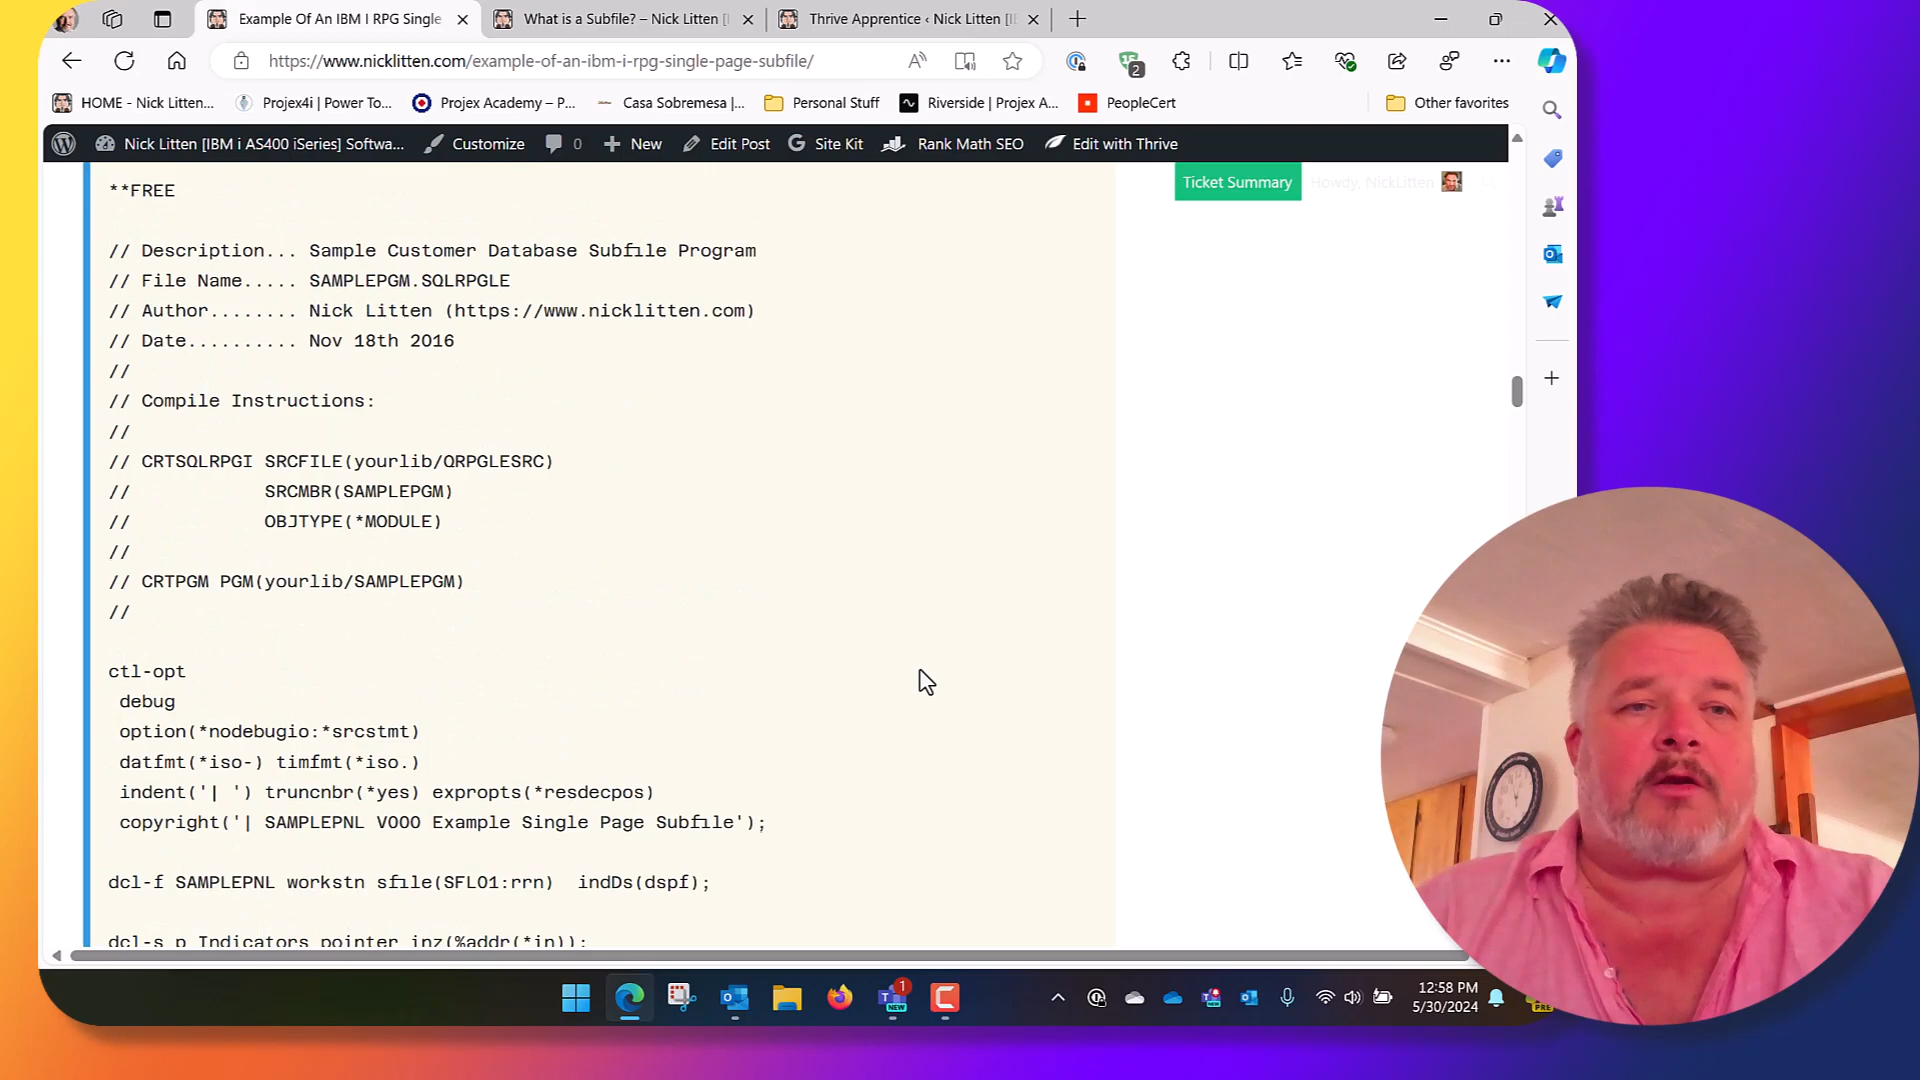 Example Of An IBM I RPG Single
What is a Subfile? – Nick Litten [
Thrive Apprentice ‹ Nick Litten [I
https://www.nicklitten.com/example-of-an-ibm-i-rpg-single-page-subfile/
2
HOME - Nick Litten...
Projex4i | Power To...
Projex Academy – P...
Casa Sobremesa |...
Personal Stuff
Riverside | Projex A...
PeopleCert
Other favorites
Nick Litten [IBM i AS400 iSeries] Softwa...
Customize
0
New
Edit Post
Site Kit
Rank Math SEO
Edit with Thrive
Ticket Summary
Howdy, NickLitten
**FREE
// Description... Sample Customer Database Subfile Program
// File Name..... SAMPLEPGM.SQLRPGLE
// Author........ Nick Litten (https://www.nicklitten.com)
// Date.......... Nov 18th 2016
//
// Compile Instructions:
//
// CRTSQLRPGI SRCFILE(yourlib/QRPGLESRC)
// SRCMBR(SAMPLEPGM)
// OBJTYPE(*MODULE)
//
// CRTPGM PGM(yourlib/SAMPLEPGM)
//
ctl-opt
debug
option(*nodebugio:*srcstmt)
datfmt(*iso-) timfmt(*iso.)
indent('| ') truncnbr(*yes) expropts(*resdecpos)
copyright('| SAMPLEPNL V000 Example Single Page Subfile');
dcl-f SAMPLEPNL workstn sfile(SFL01:rrn) indDs(dspf);
dcl-s p_Indicators pointer inz(%addr(*in));
1
NEW
12:58 PM
5/30/2024
PRE